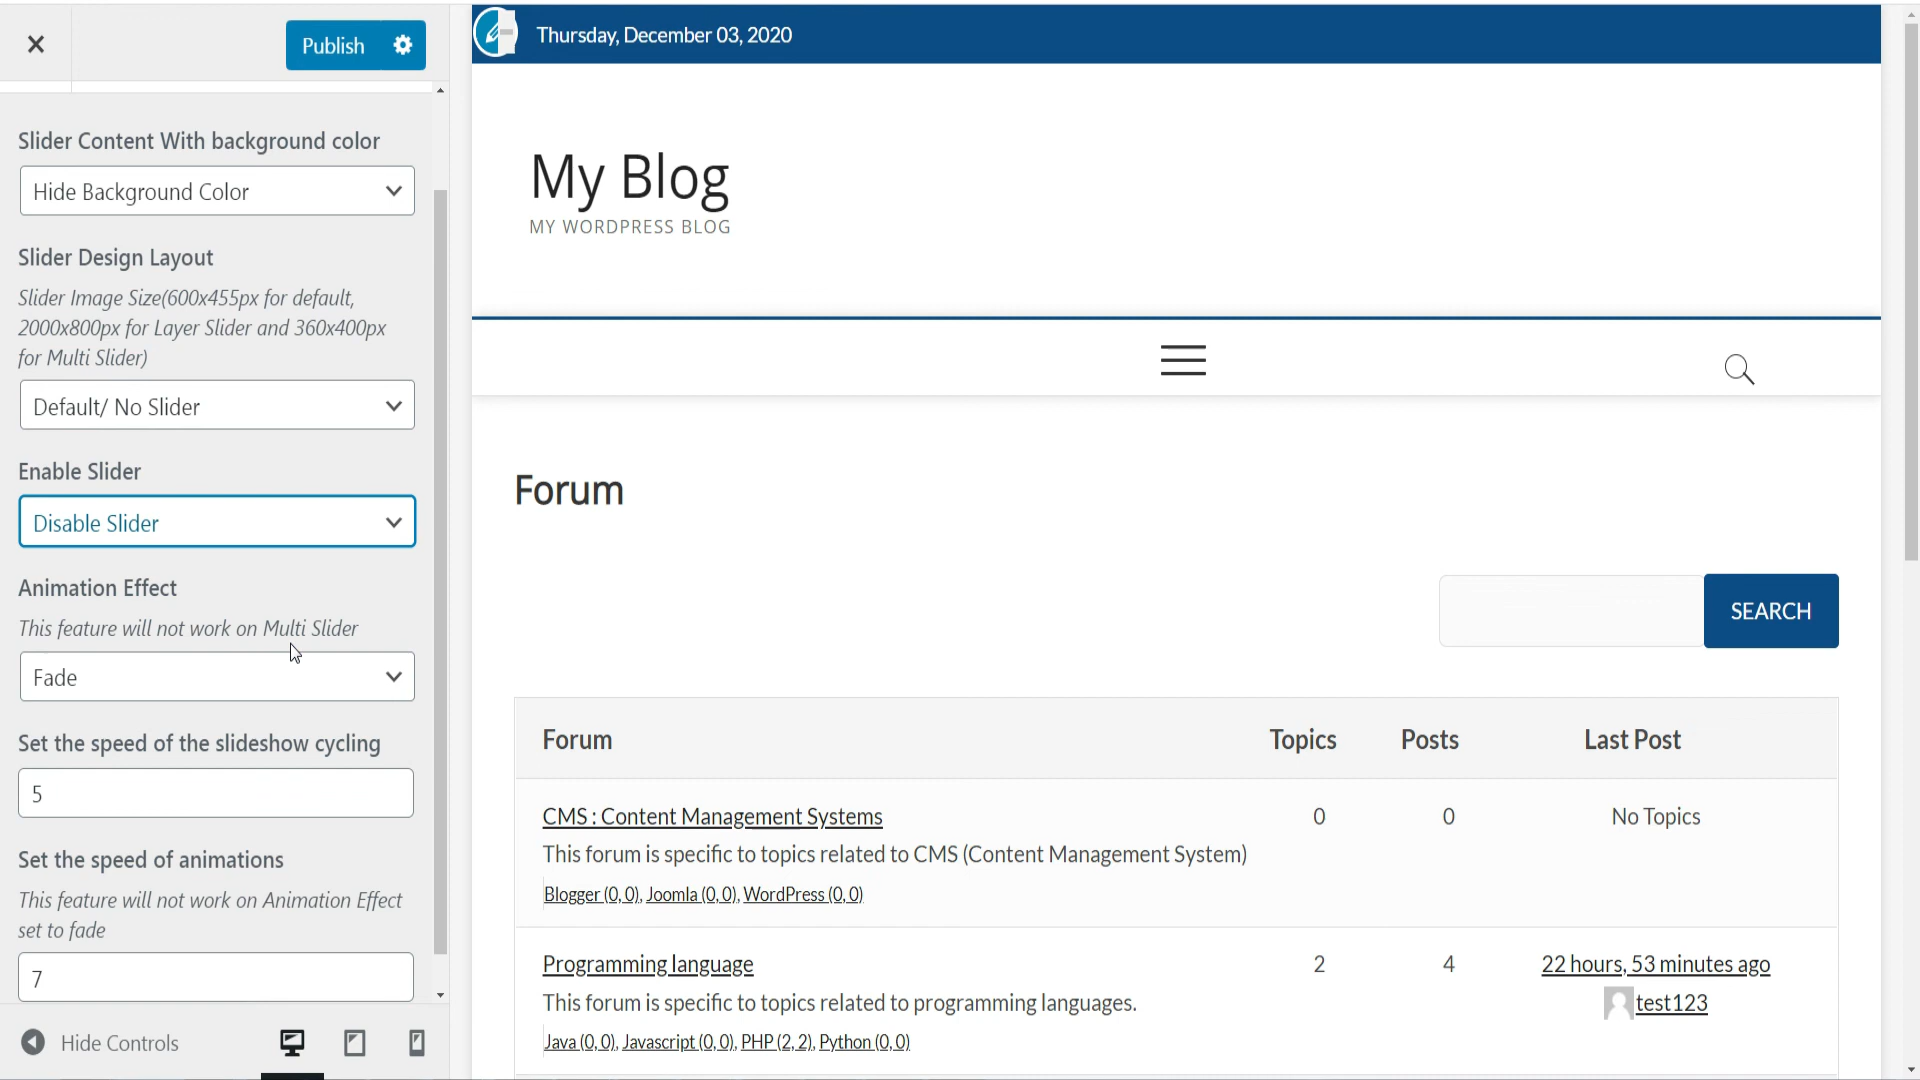 Publish
Slider Content With background color
Hide Background Color
Slider Design Layout
Slider Image Size(600x455px for default,
2000x800px for Layer Slider and 360x400px
for Multi Slider)
Default/ No Slider
Enable Slider
Disable Slider
Animation Effect
This feature will not work on Multi Slider
Fade
Set the speed of the slideshow cycling
5
Set the speed of animations
This feature will not work on Animation Effect
set to fade
7
Hide Controls
Thursday, December 03, 2020
My Blog
MY WORDPRESS BLOG
Forum
SEARCH
Forum Topics Posts Last Post
CMS : Content Management Systems 0 0 No Topics
This forum is specific to topics related to CMS (Content Management System)
Blogger (0, 0), Joomla (0, 0), WordPress (0, 0)
Programming language 2 4 22 hours, 53 minutes ago
This forum is specific to topics related to programming languages. test123
Java (0, 0), Javascript (0, 0), PHP (2, 2), Python (0, 0)